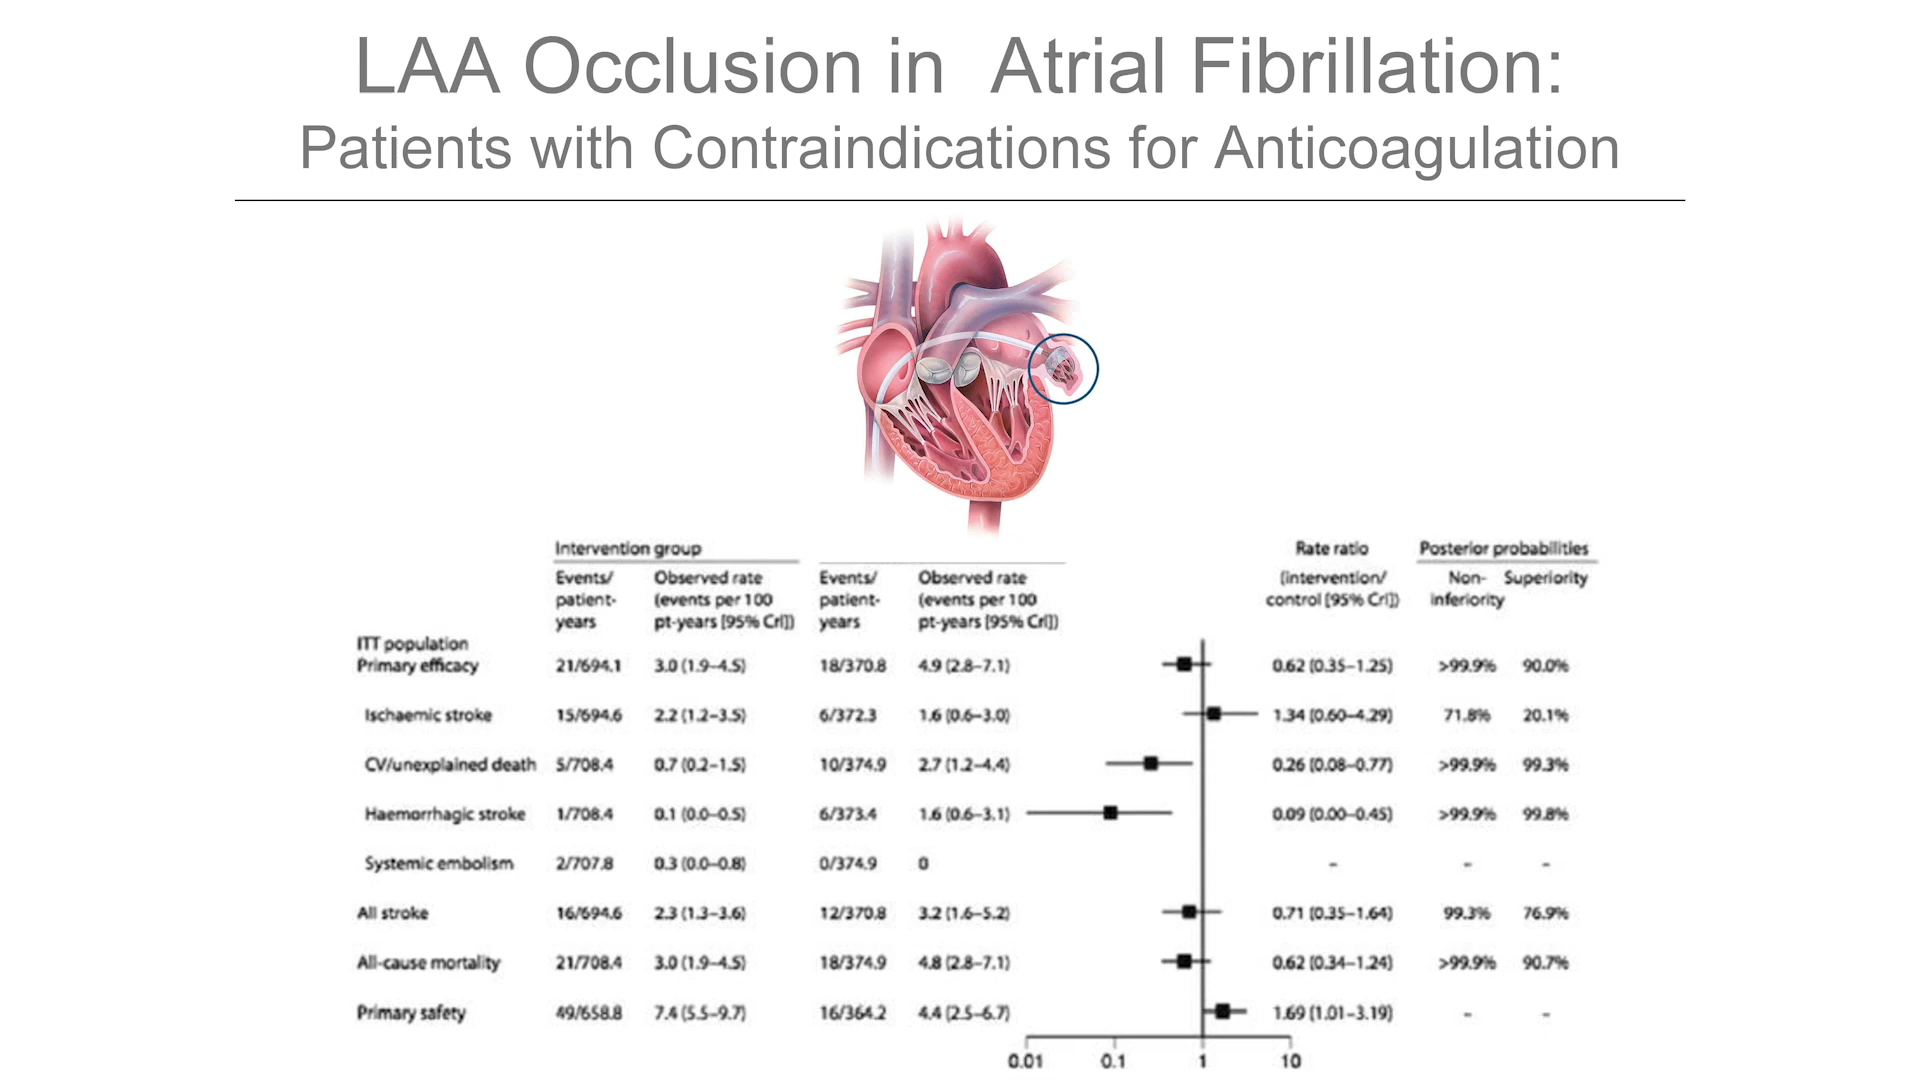 LAA Occlusion in  Atrial Fibrillation:
Patients with Contraindications for Anticoagulation
Intervention group Rate ratio Posterior probabilities
Events/ Observed rate Events/ Observed rate (intervention/ Non- Superiority
patient- (events per 100 patient- (events per 100 control [95% CrI]) inferiority
years pt-years [95% CrI]) years pt-years [95% CrI])
ITT population
Primary efficacy 21/694.1 3.0 (1.9–4.5) 18/370.8 4.9 (2.8–7.1) 0.62 (0.35–1.25) >99.9% 90.0%
Ischaemic stroke 15/694.6 2.2 (1.2–3.5) 6/372.3 1.6 (0.6–3.0) 1.34 (0.60–4.29) 71.8% 20.1%
CV/unexplained death 5/708.4 0.7 (0.2–1.5) 10/374.9 2.7 (1.2–4.4) 0.26 (0.08–0.77) >99.9% 99.3%
Haemorrhagic stroke 1/708.4 0.1 (0.0–0.5) 6/373.4 1.6 (0.6–3.1) 0.09 (0.00–0.45) >99.9% 99.8%
Systemic embolism 2/707.8 0.3 (0.0–0.8) 0/374.9 0 – – –
All stroke 16/694.6 2.3 (1.3–3.6) 12/370.8 3.2 (1.6–5.2) 0.71 (0.35–1.64) 99.3% 76.9%
All-cause mortality 21/708.4 3.0 (1.9–4.5) 18/374.9 4.8 (2.8–7.1) 0.62 (0.34–1.24) >99.9% 90.7%
Primary safety 49/658.8 7.4 (5.5–9.7) 16/364.2 4.4 (2.5–6.7) 1.69 (1.01–3.19) – –
0.01 0.1 1 10